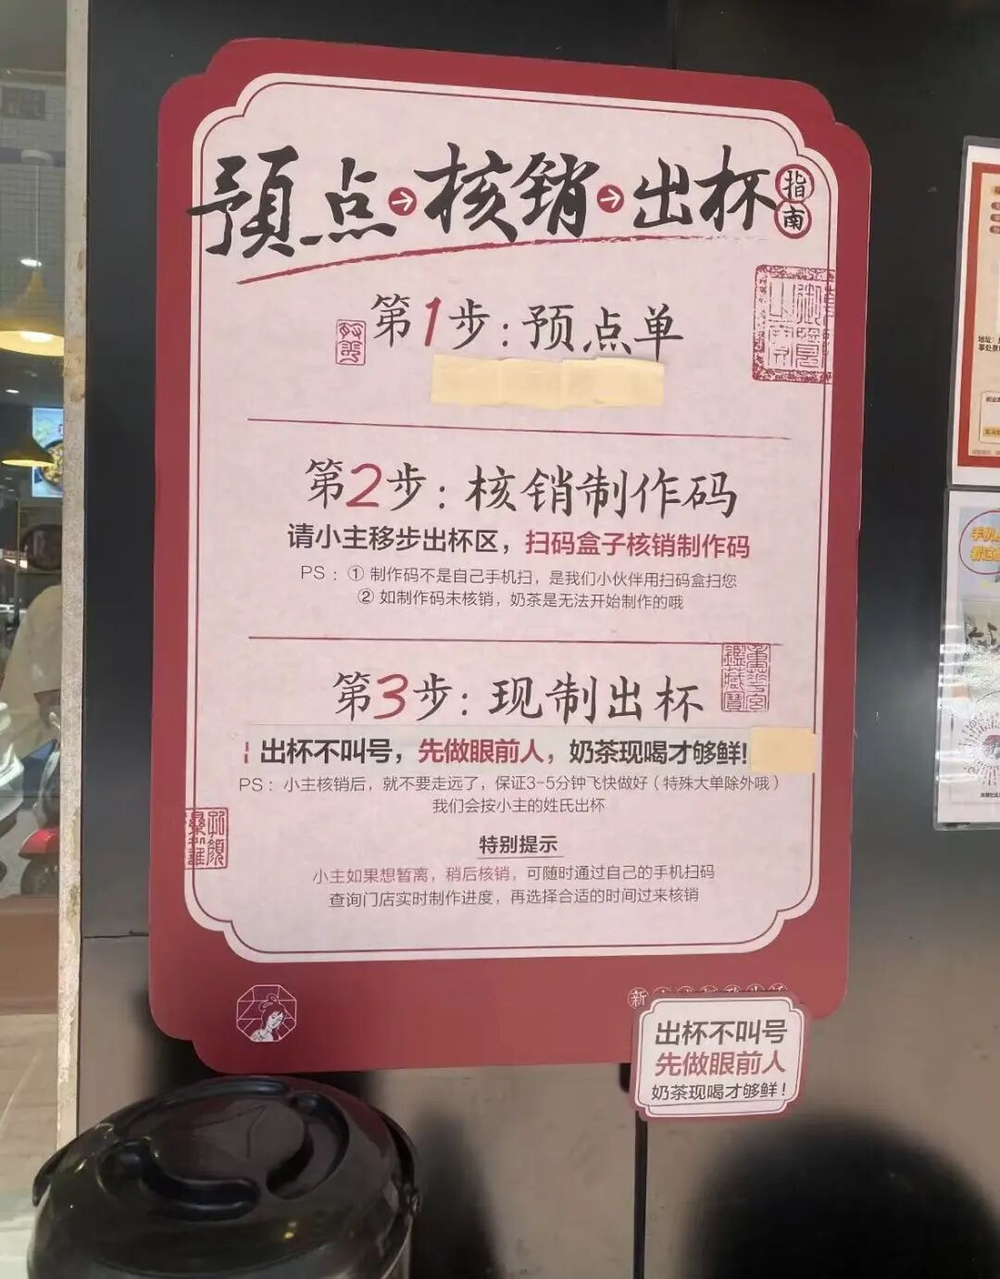 預点→核销→出杯指南
第1步：预点单
第2步：核销制作码
请小主移步出杯区，扫码盒子核销制作码
PS：① 制作码不是自己手机扫，是我们小伙伴用扫码盒扫您
② 如制作码未核销，奶茶是无法开始制作的哦
第3步：现制出杯
出杯不叫号，先做眼前人，奶茶现喝才够鲜!
PS：小主核销后，就不要走远了，保证3-5分钟飞快做好（特殊大单除外哦）
我们会按小主的姓氏出杯
特别提示
小主如果想暂离，稍后核销，可随时通过自己的手机扫码
查询门店实时制作进度，再选择合适的时间过来核销
新
出杯不叫号
先做眼前人
奶茶现喝才够鲜！